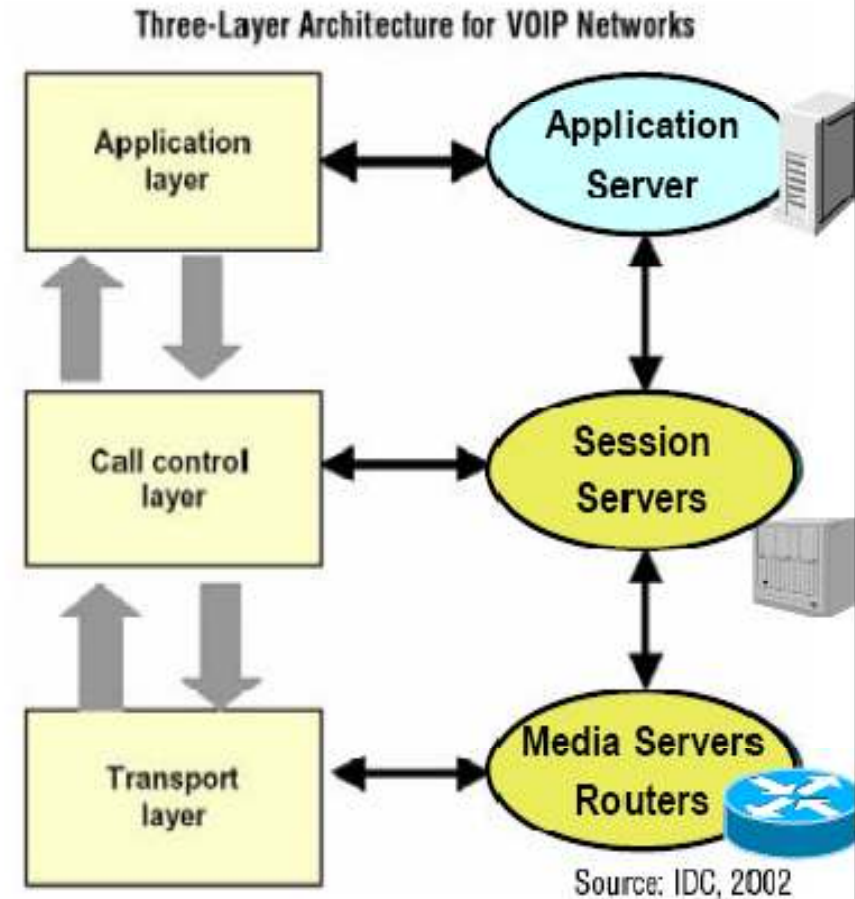 Three-Layer Architecture for VOIP Networks
Application
layer
Application
Server
Call control
layer
Session
Servers
Transport
layer
Media Servers
Routers
Source: IDC, 2002